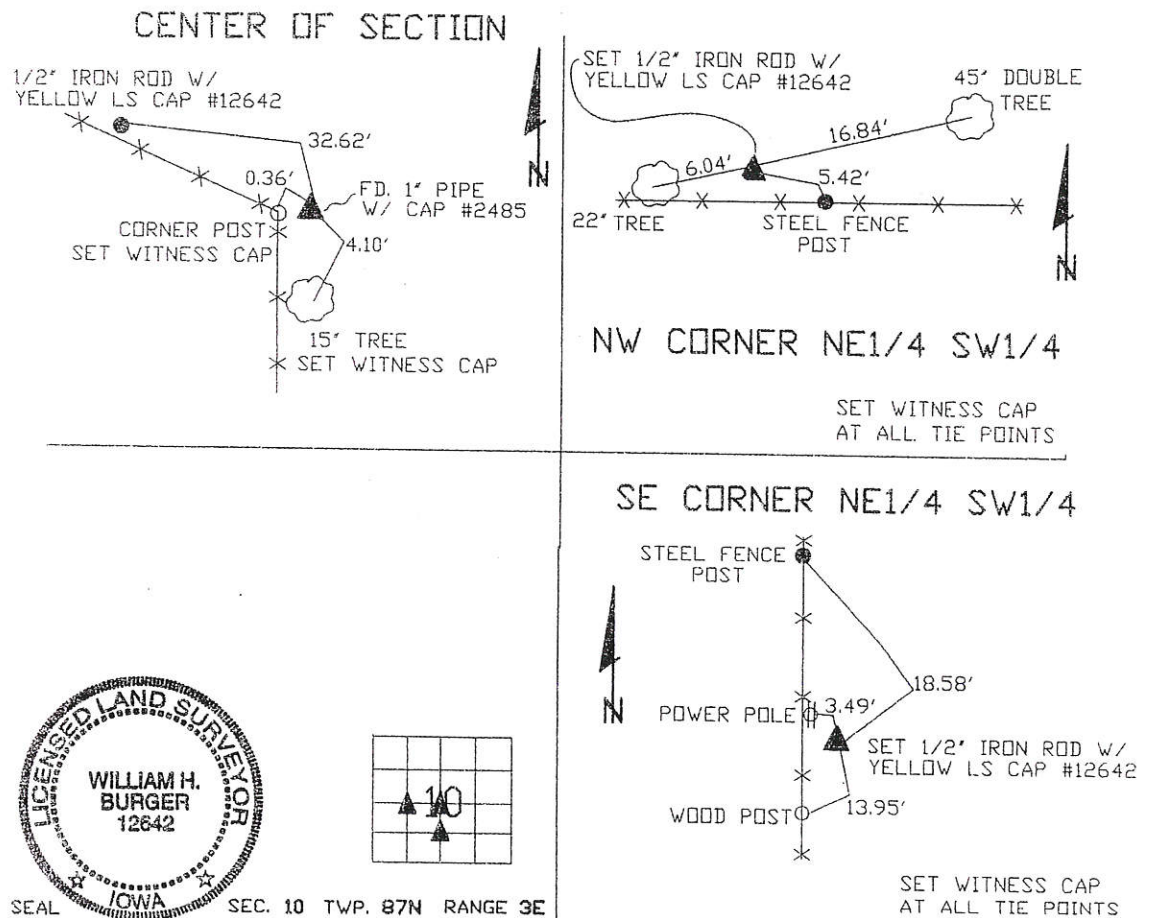 CENTER OF SECTION
1/2" IRON ROD W/
YELLOW LS CAP #12642
32.62'
0.36'
FD. 1" PIPE
W/ CAP #2485
CORNER POST
SET WITNESS CAP
4.10'
15" TREE
SET WITNESS CAP
N
SET 1/2" IRON ROD W/
YELLOW LS CAP #12642
45" DOUBLE
TREE
16.84'
6.04'
5.42'
22" TREE
STEEL FENCE
POST
N
NW CORNER NE1/4 SW1/4
SET WITNESS CAP
AT ALL TIE POINTS
SE CORNER NE1/4 SW1/4
STEEL FENCE
POST
N
18.58'
POWER POLE
3.49'
SET 1/2" IRON ROD W/
YELLOW LS CAP #12642
WOOD POST
13.95'
SET WITNESS CAP
AT ALL TIE POINTS
LICENSED LAND SURVEYOR
WILLIAM H.
BURGER
12642
IOWA
SEAL
10
SEC. 10 TWP. 87N RANGE 3E